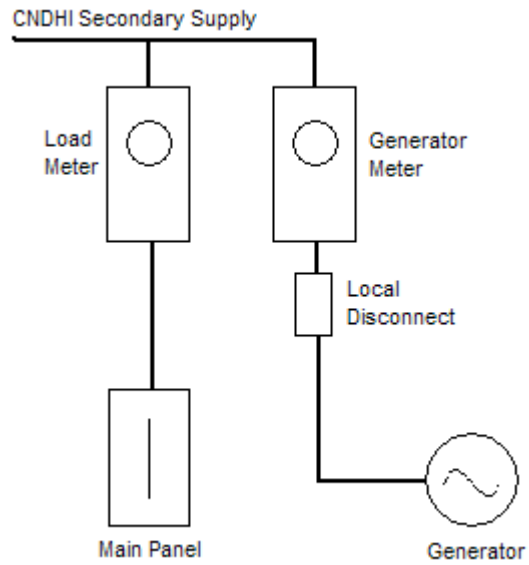 CNDHI Secondary Supply
Load
Meter
Generator
Meter
Local
Disconnect
Main Panel
Generator